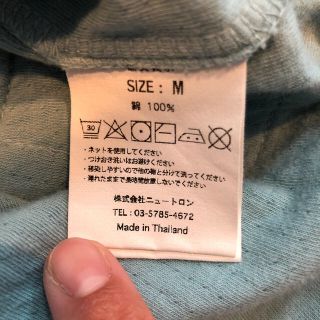 SIZE : M
綿 100%
30
・ネットを使用してください
・つけおき洗いはお避けください
・移染しやすいので他の物と分けて洗ってください
・濡れたままで長時間放置しないでください
株式会社ニュートロン
TEL : 03-5785-4672
Made in Thailand